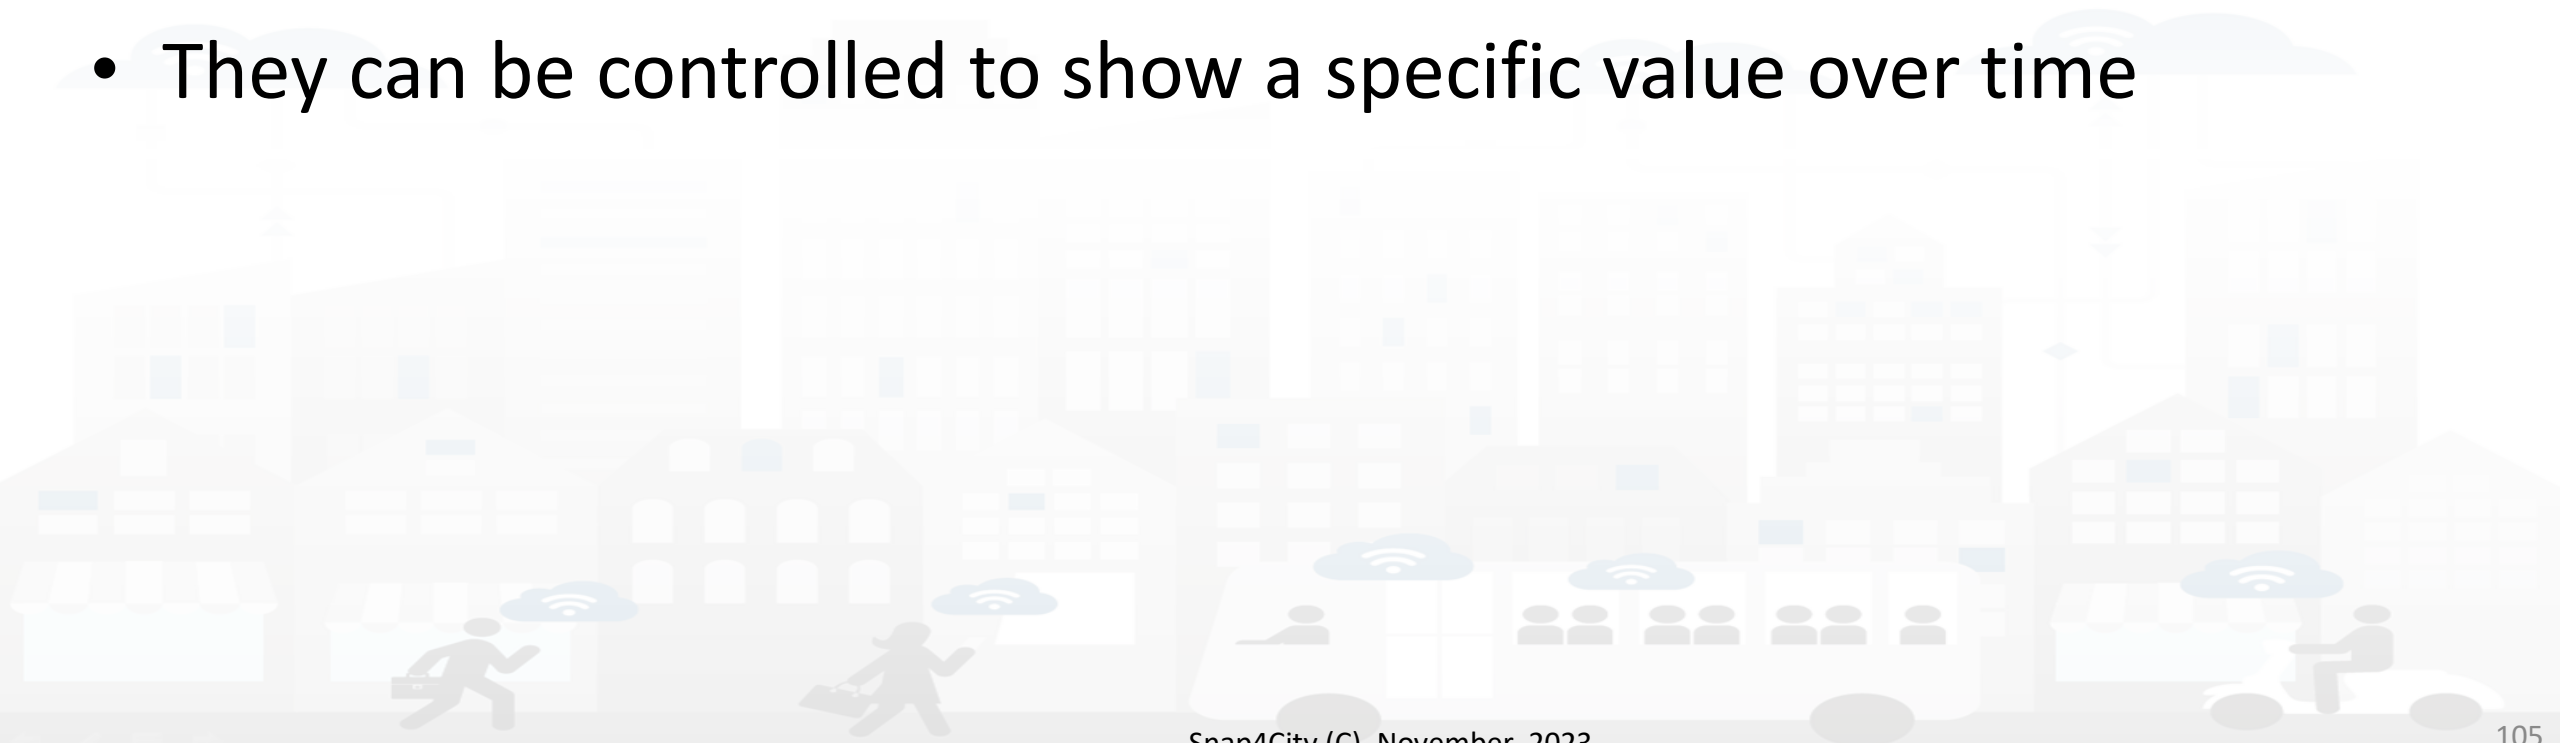 • They can be controlled to show a specific value over time
Snap4City (C), November 2023
105